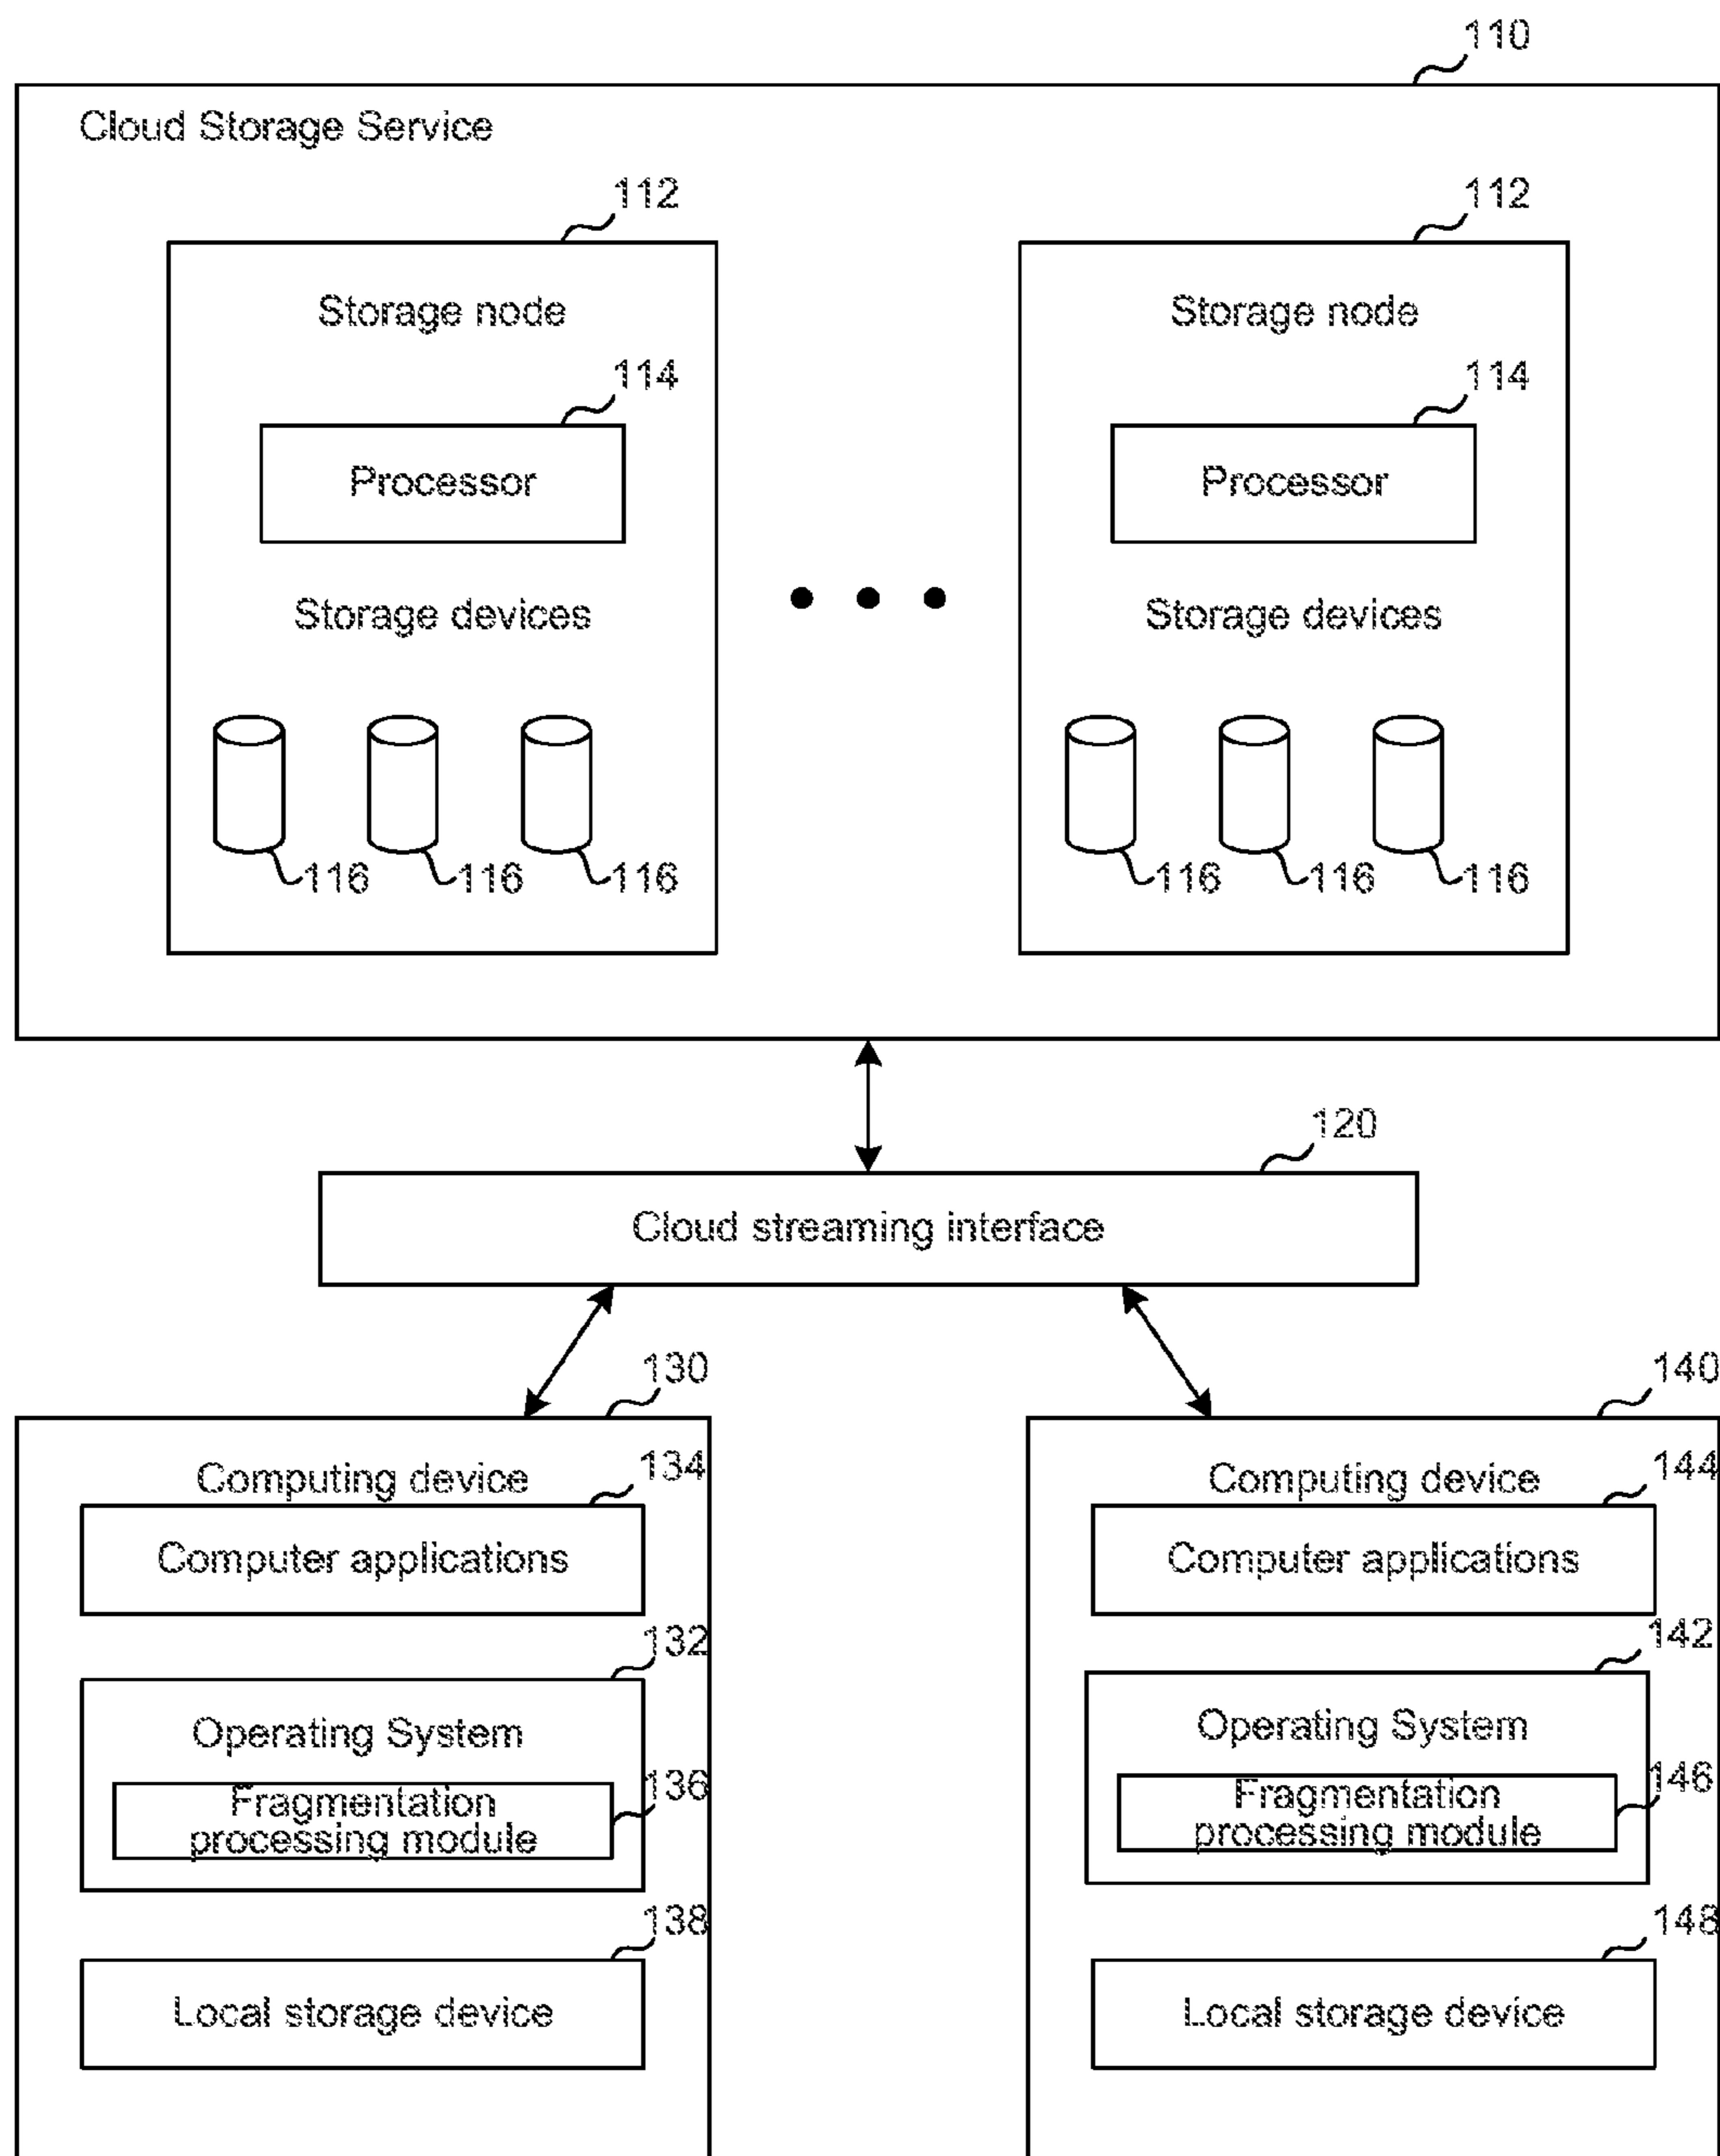 110
Cloud Storage Service
112
112
Storage node
Storage node
114
114
Processor
Processor
Storage devices
Storage devices
116
116
116
116
116
116
120
Cloud streaming interface
130
140
Computing device
134
Computing device
144
Computer applications
Computer applications
132
142
Operating System
Operating System
136
146
Fragmentation
processing module
Fragmentation
processing module
138
148
Local storage device
Local storage device